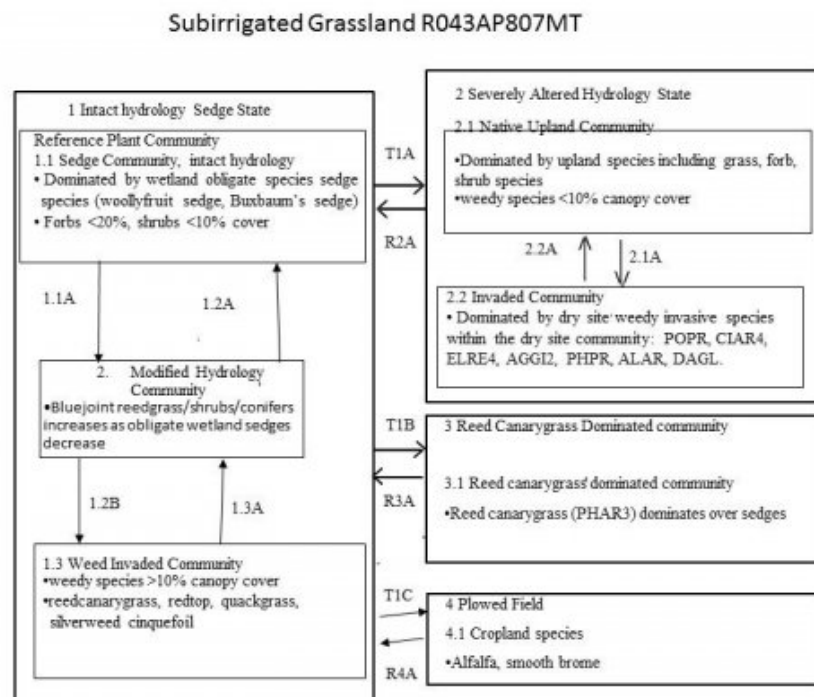 Subirrigated Grassland R043AP807MT
1 Intact hydrology Sedge State
Reference Plant Community
1.1 Sedge Community, intact hydrology
• Dominated by wetland obligate species sedge
species (woollyfruit sedge, Buxbaum's sedge)
• Forbs <20%, shrubs <10% cover
1.1A
1.2A
2. Modified Hydrology
Community
•Bluejoint reedgrass/shrubs/conifers
increases as obligate wetland sedges
decrease
1.2B
1.3A
1.3 Weed Invaded Community
•weedy species >10% canopy cover
•reedcanarygrass, redtop, quackgrass,
silverweed cinquefoil
T1A
R2A
T1B
R3A
T1C
R4A
2 Severely Altered Hydrology State
2.1 Native Upland Community
•Dominated by upland species including grass, forb,
shrub species
•weedy species <10% canopy cover
2.2A
2.1A
2.2 Invaded Community
• Dominated by dry site weedy invasive species
within the dry site community: POPR, CIAR4,
ELRE4, AGGI2, PHPR, ALAR, DAGL.
3 Reed Canarygrass Dominated community
3.1 Reed canarygrass dominated community
•Reed canarygrass (PHAR3) dominates over sedges
4 Plowed Field
4.1 Cropland species
•Alfalfa, smooth brome